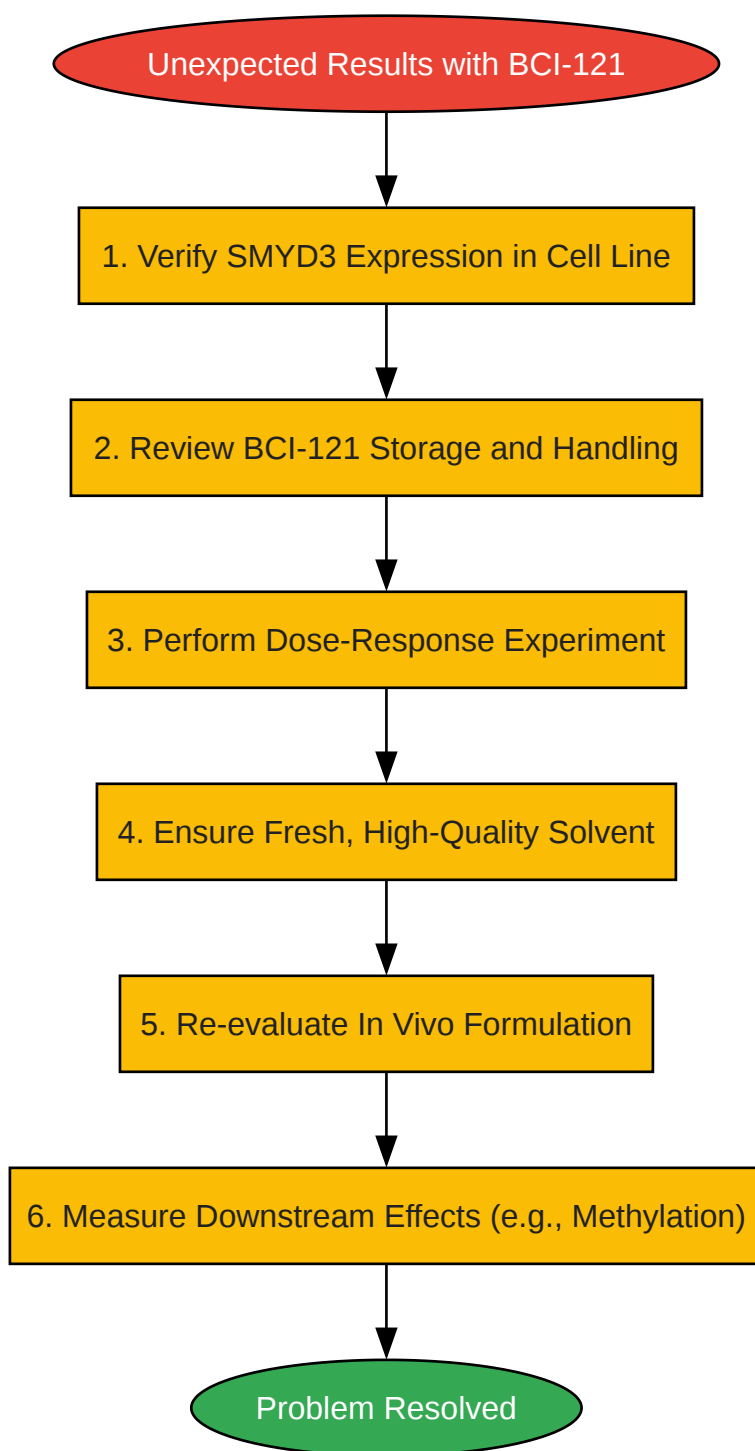 Unexpected Results with BCI-121
1. Verify SMYD3 Expression in Cell Line
2. Review BCI-121 Storage and Handling
3. Perform Dose-Response Experiment
4. Ensure Fresh, High-Quality Solvent
5. Re-evaluate In Vivo Formulation
6. Measure Downstream Effects (e.g., Methylation)
Problem Resolved